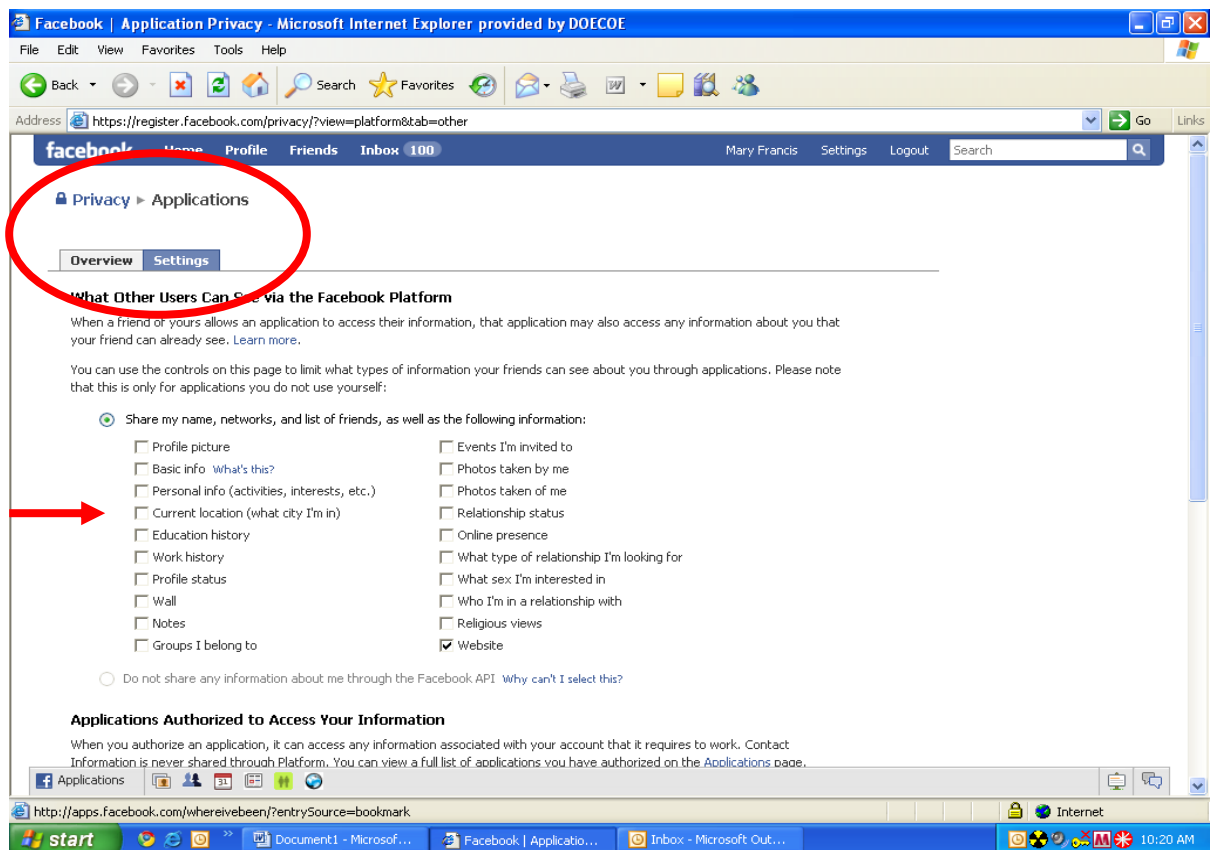 Facebook | Application Privacy - Microsoft Internet Explorer provided by DOECOE
File Edit View Favorites Tools Help
Back Search Favorites
Address https://register.facebook.com/privacy/?view=platform&tab=other Go Links
facebook Home Profile Friends Inbox 100 Mary Francis Settings Logout Search
Privacy ▸ Applications
Overview Settings
What Other Users Can See via the Facebook Platform
When a friend of yours allows an application to access their information, that application may also access any information about you that
your friend can already see. Learn more.
You can use the controls on this page to limit what types of information your friends can see about you through applications. Please note
that this is only for applications you do not use yourself:
Share my name, networks, and list of friends, as well as the following information:
Profile picture Events I'm invited to
Basic info What's this? Photos taken by me
Personal info (activities, interests, etc.) Photos taken of me
Current location (what city I'm in) Relationship status
Education history Online presence
Work history What type of relationship I'm looking for
Profile status What sex I'm interested in
Wall Who I'm in a relationship with
Notes Religious views
Groups I belong to Website
Do not share any information about me through the Facebook API Why can't I select this?
Applications Authorized to Access Your Information
When you authorize an application, it can access any information associated with your account that it requires to work. Contact
Information is never shared through Platform. You can view a full list of applications you have authorized on the Applications page.
Applications 31
http://apps.facebook.com/whereivebeen/?entrySource=bookmark Internet
start Document1 - Microsof... Facebook | Applicatio... Inbox - Microsoft Out... 10:20 AM